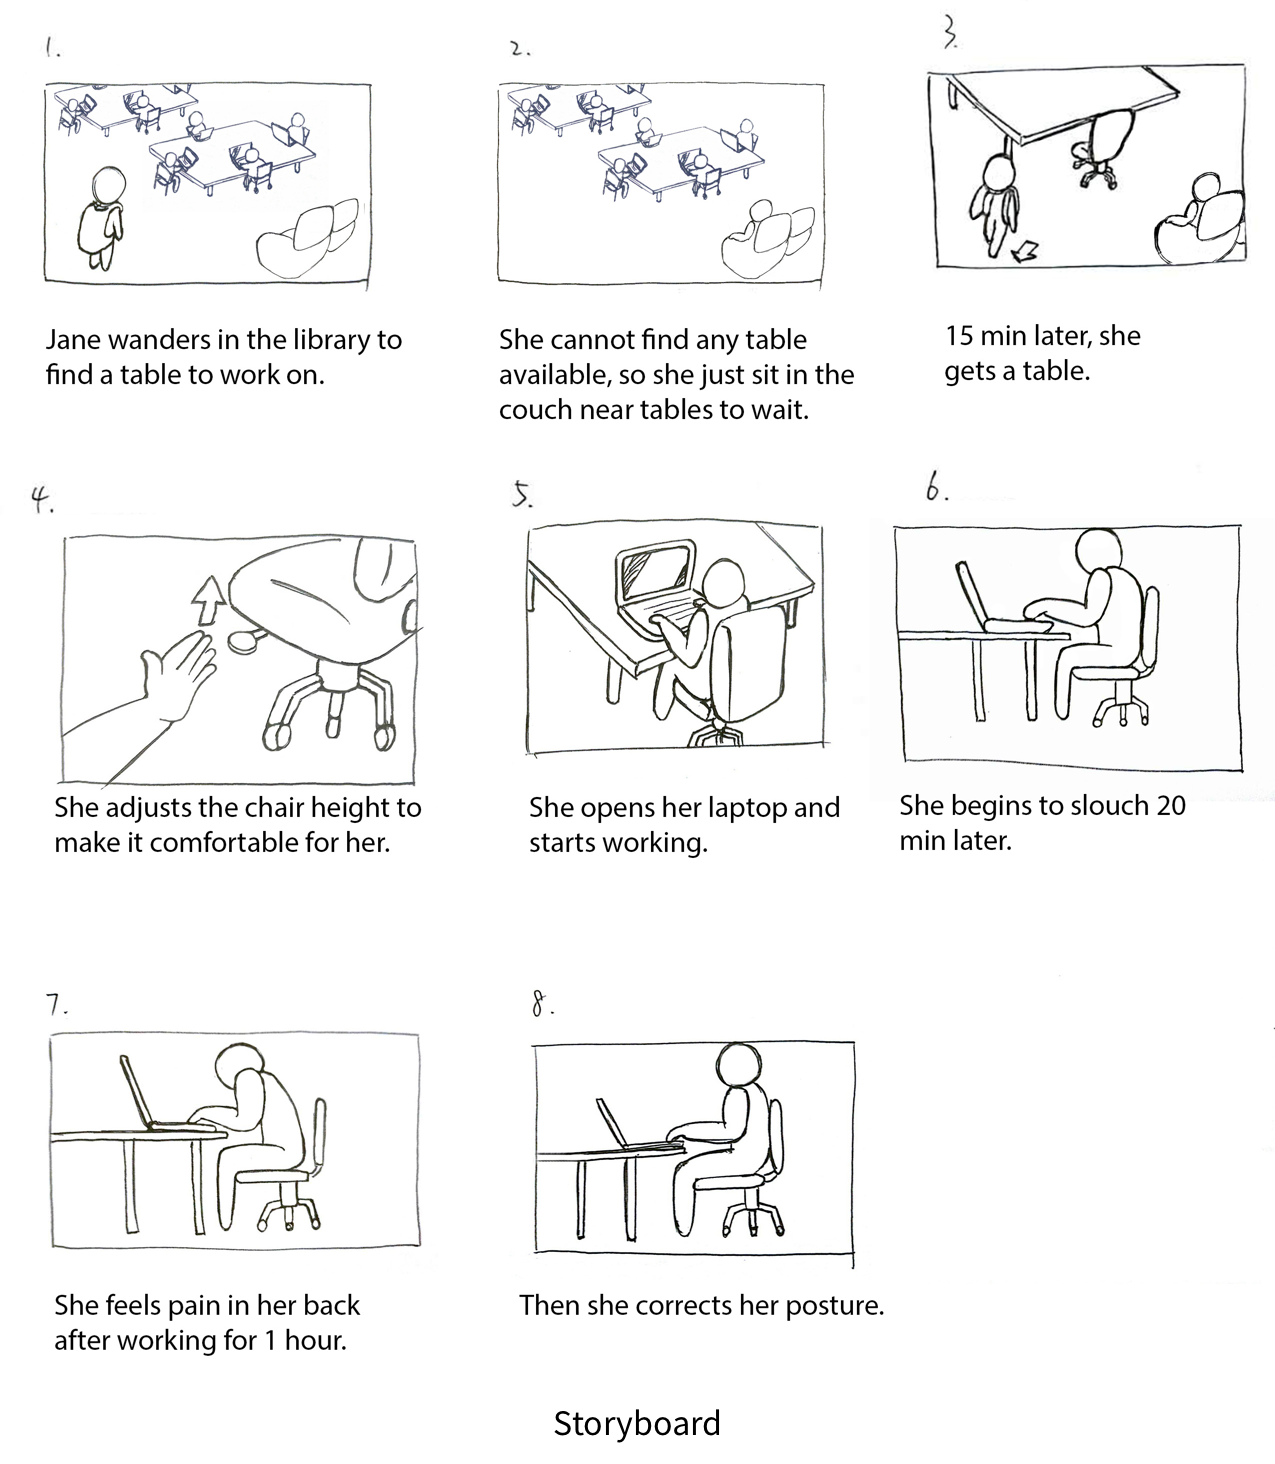 1.
Jane wanders in the library to
find a table to work on.
2.
She cannot find any table
available, so she just sit in the
couch near tables to wait.
3.
15 min later, she
gets a table.
4.
She adjusts the chair height to
make it comfortable for her.
5.
She opens her laptop and
starts working.
6.
She begins to slouch 20
min later.
7.
She feels pain in her back
after working for 1 hour.
8.
Then she corrects her posture.
Storyboard